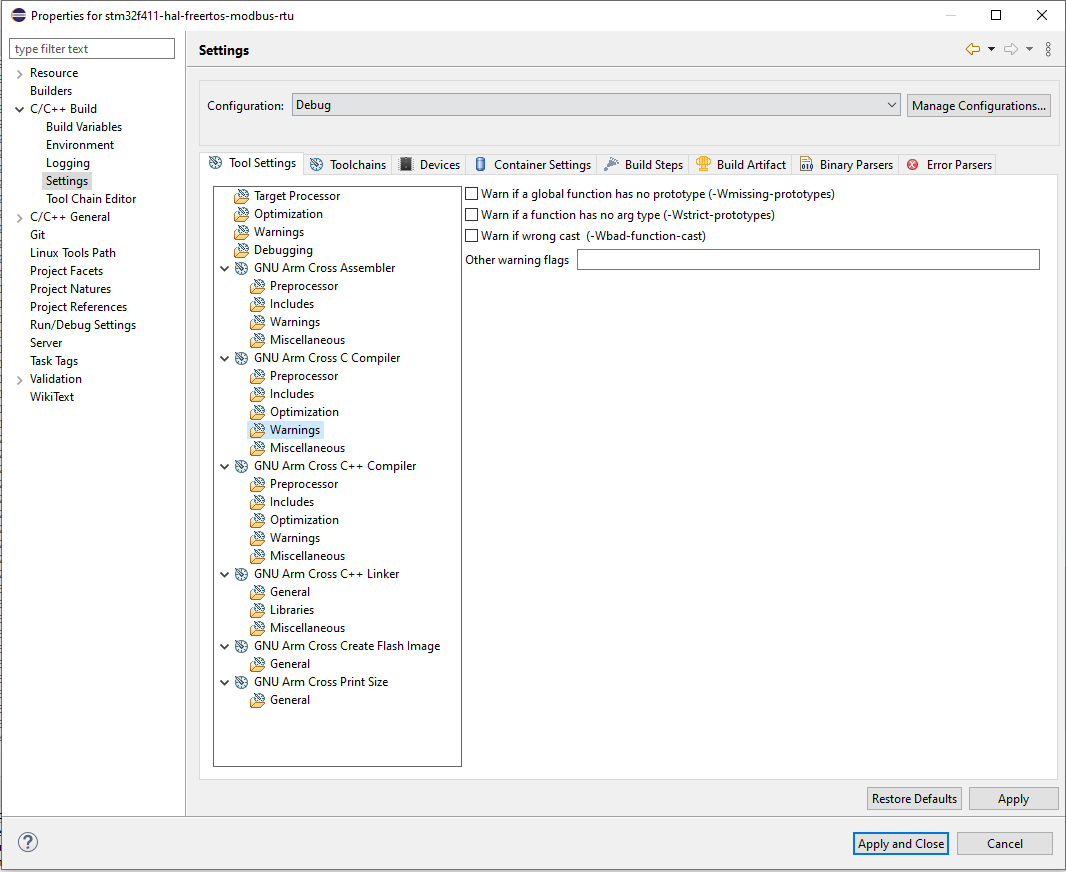 Properties for stm32f411-hal-freertos-modbus-rtu
type filter text
Resource
Builders
C/C++ Build
Build Variables
Environment
Logging
Settings
Tool Chain Editor
C/C++ General
Git
Linux Tools Path
Project Facets
Project Natures
Project References
Run/Debug Settings
Server
Task Tags
Validation
WikiText
Settings
Configuration:
Debug
Manage Configurations...
Tool Settings
Toolchains
Devices
Container Settings
Build Steps
Build Artifact
Binary Parsers
Error Parsers
Target Processor
Optimization
Warnings
Debugging
GNU Arm Cross Assembler
Preprocessor
Includes
Warnings
Miscellaneous
GNU Arm Cross C Compiler
Preprocessor
Includes
Optimization
Warnings
Miscellaneous
GNU Arm Cross C++ Compiler
Preprocessor
Includes
Optimization
Warnings
Miscellaneous
GNU Arm Cross C++ Linker
General
Libraries
Miscellaneous
GNU Arm Cross Create Flash Image
General
GNU Arm Cross Print Size
General
Warn if a global function has no prototype (-Wmissing-prototypes)
Warn if a function has no arg type (-Wstrict-prototypes)
Warn if wrong cast (-Wbad-function-cast)
Other warning flags
Restore Defaults
Apply
?
Apply and Close
Cancel